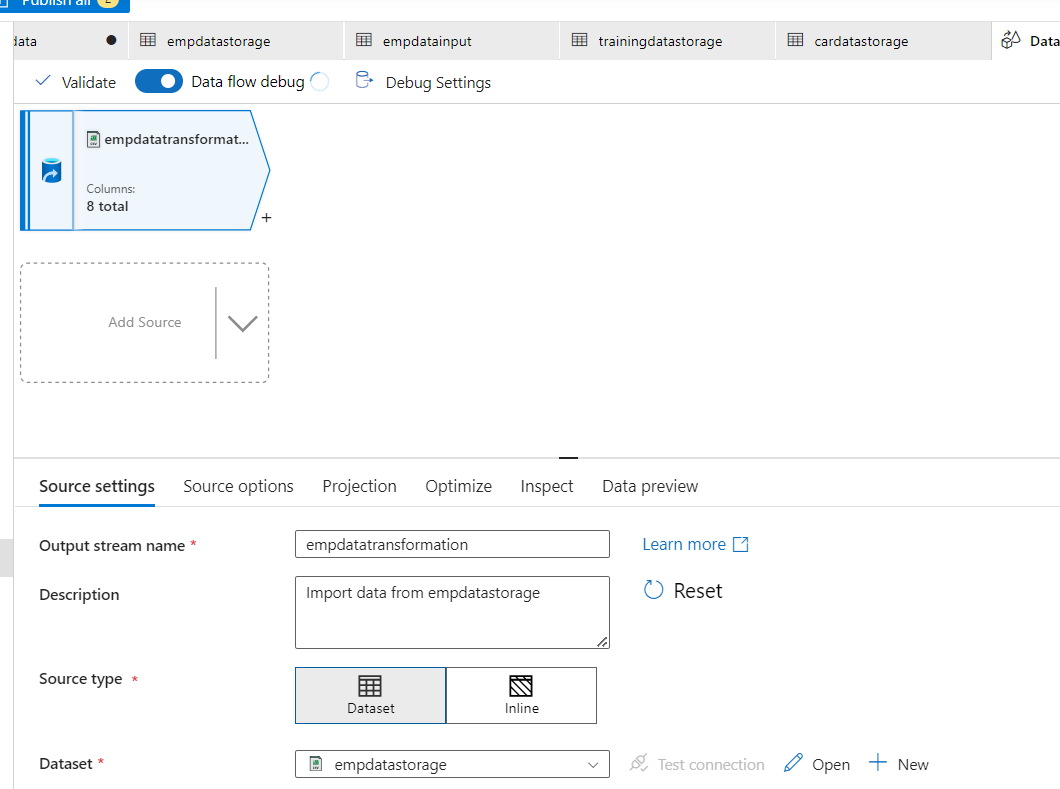 Publish all 2
data
empdatastorage
empdatainput
trainingdatastorage
cardatastorage
Data
Validate
Data flow debug
Debug Settings
empdatatransformat...
Columns:
8 total
+
Add Source
Source settings
Source options
Projection
Optimize
Inspect
Data preview
Output stream name *
empdatatransformation
Learn more
Description
Import data from empdatastorage
Reset
Source type *
Dataset
Inline
Dataset *
empdatastorage
Test connection
Open
New